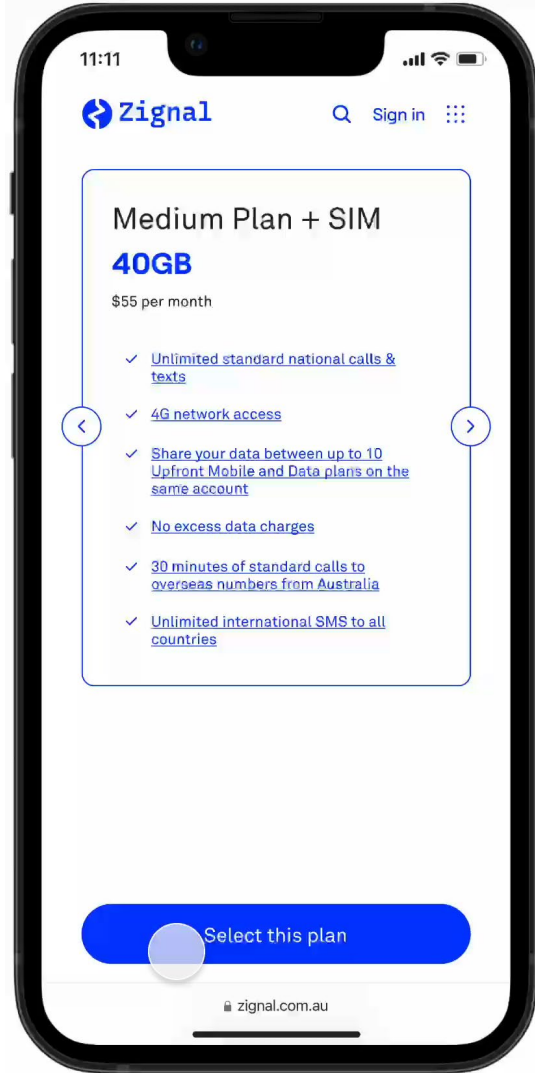 11:11
Zignal
Sign in
Medium Plan + SIM
40GB
$55 per month
Unlimited standard national calls &
texts
4G network access
Share your data between up to 10
Upfront Mobile and Data plans on the
same account
No excess data charges
30 minutes of standard calls to
overseas numbers from Australia
Unlimited international SMS to all
countries
Select this plan
zignal.com.au